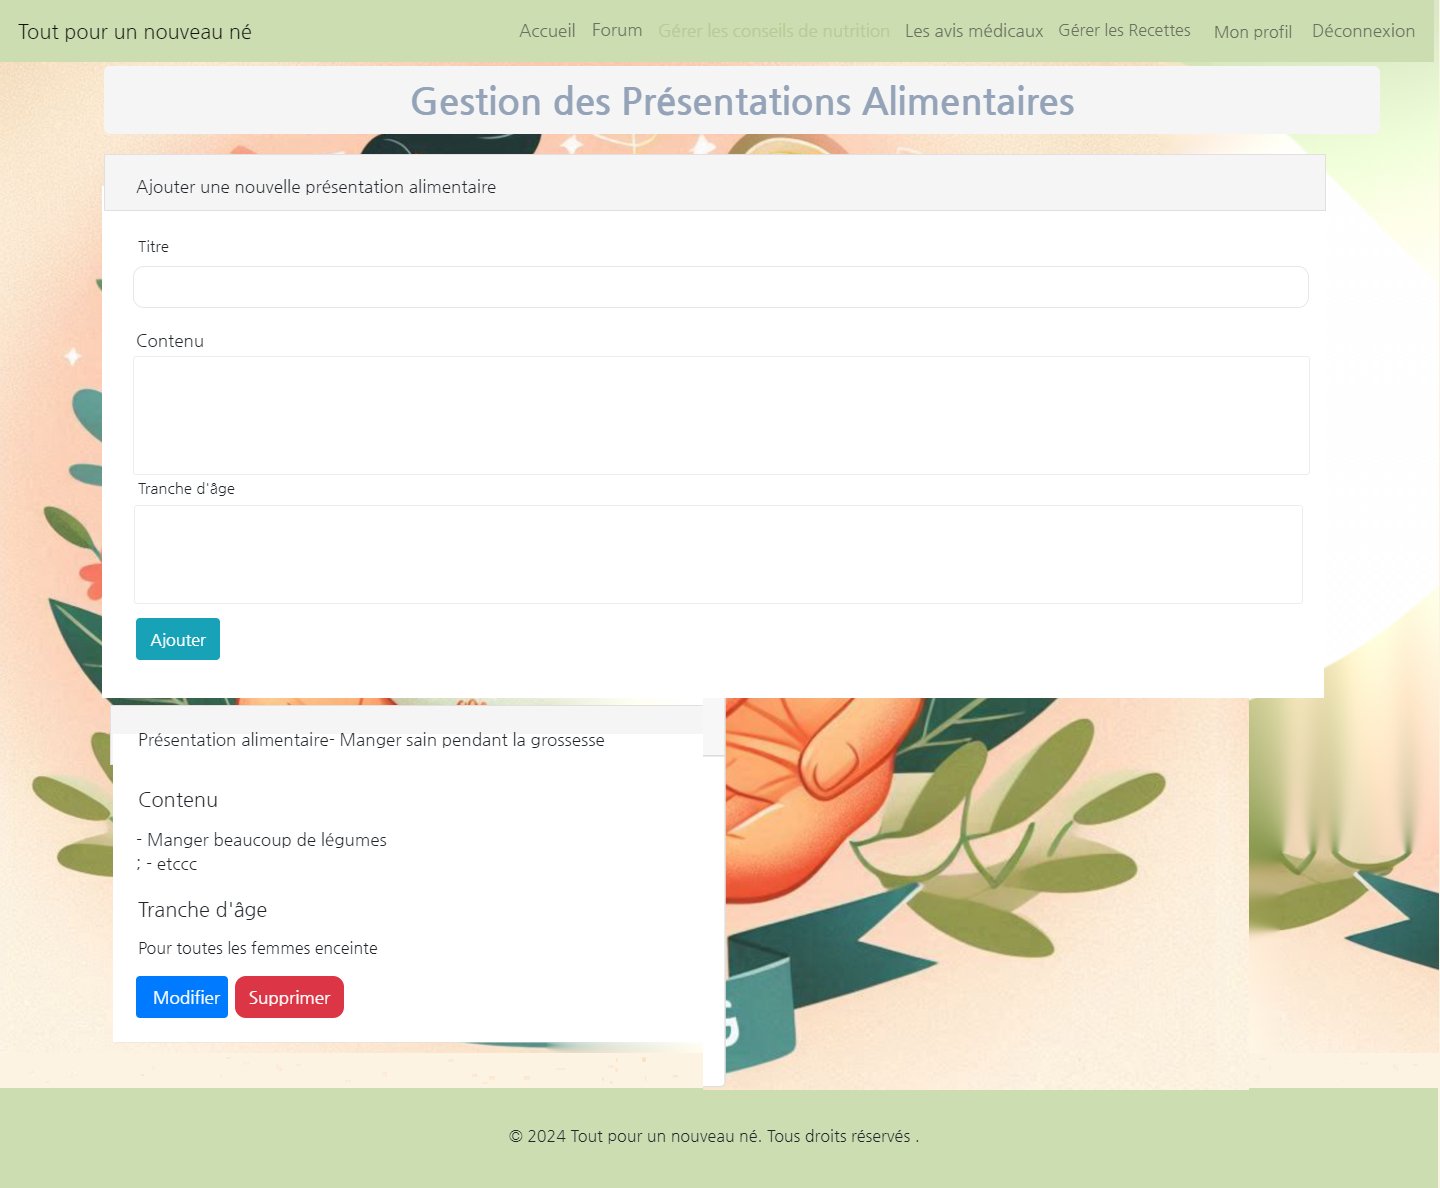 Tout pour un nouveau né
Accueil Forum Gérer les conseils de nutrition Les avis médicaux Gérer les Recettes Mon profil Déconnexion
Gestion des Présentations Alimentaires
Ajouter une nouvelle présentation alimentaire
Titre
Contenu
Tranche d'âge
Ajouter
Présentation alimentaire- Manger sain pendant la grossesse
Contenu
- Manger beaucoup de légumes
; - etccc
Tranche d'âge
Pour toutes les femmes enceinte
Modifier Supprimer
G
© 2024 Tout pour un nouveau né. Tous droits réservés .